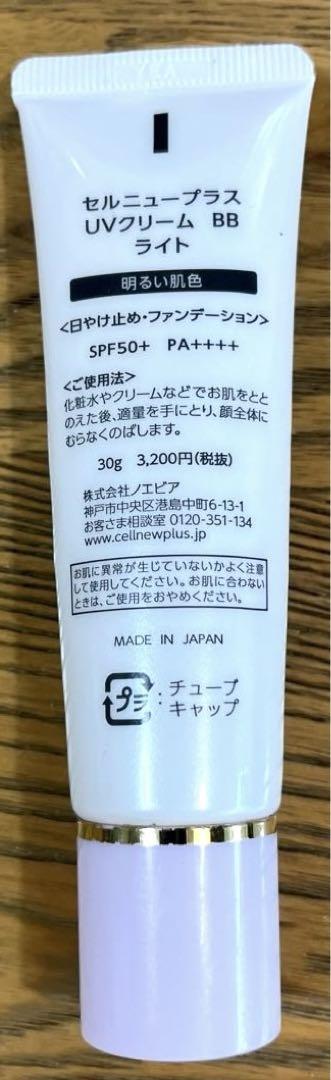 セルニュープラス
UVクリーム BB
ライト
明るい肌色
<日やけ止め・ファンデーション>
SPF50+ PA++++
<ご使用法>
化粧水やクリームなどでお肌をとと
のえた後、適量を手にとり、顔全体に
むらなくのばします。
30g 3,200円(税抜)
株式会社ノエビア
神戸市中央区港島中町6-13-1
お客さま相談室 0120-351-134
www.cellnewplus.jp
お肌に異常が生じていないかよく注意
して使用してください。お肌に合わない
ときは、ご使用をおやめください。
MADE IN JAPAN
プラ : チューブ
キャップ